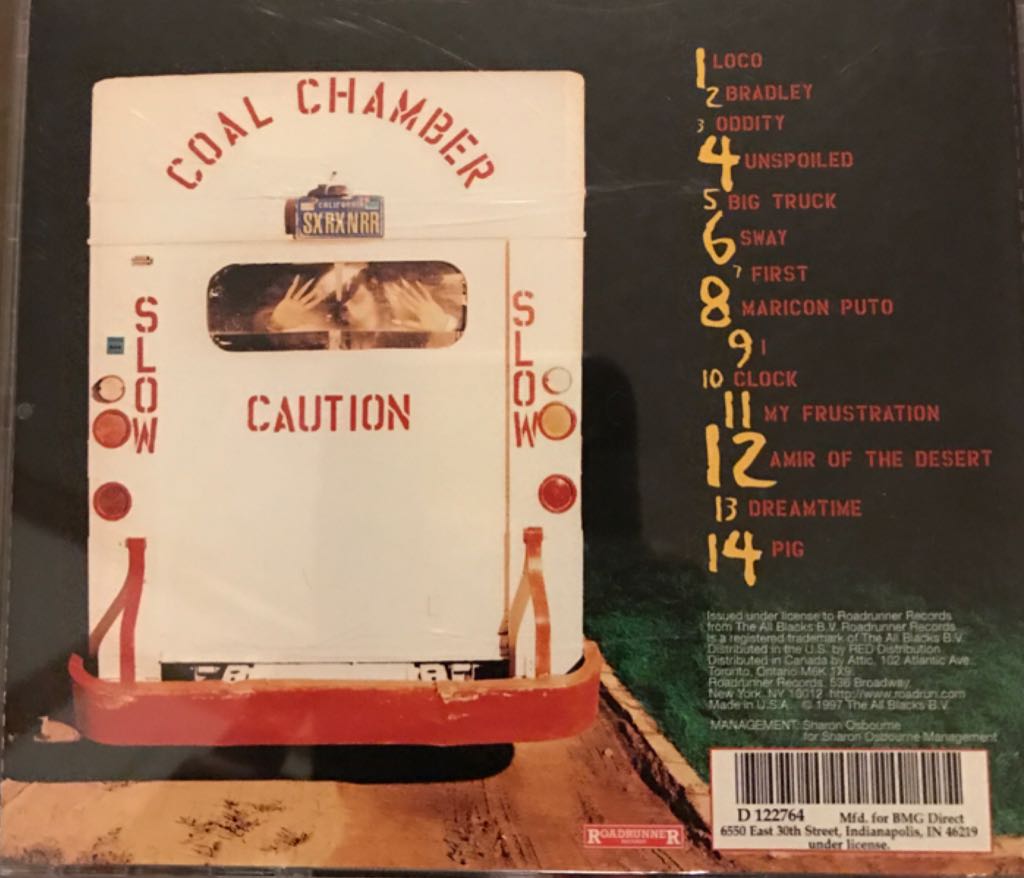 COAL CHAMBER
CALIFORNIA
SXRXNRR
SLOW
SLOW
CAUTION
1 LOCO
2 BRADLEY
3 ODDITY
4 UNSPOILED
5 BIG TRUCK
6 SWAY
7 FIRST
8 MARICON PUTO
9 I
10 CLOCK
11 MY FRUSTRATION
12 AMIR OF THE DESERT
13 DREAMTIME
14 PIG
Issued under license to Roadrunner Records
from The All Blacks B.V. Roadrunner Records
is a registered trademark of The All Blacks B.V.
Distributed in the U.S. by RED Distribution
Distributed in Canada by Attic, 102 Atlantic Ave.
Toronto, Ontario M6K 1X9
Roadrunner Records, 536 Broadway,
New York, NY 10012 http://www.roadrun.com
Made in U.S.A. © 1997 The All Blacks B.V.
MANAGEMENT: Sharon Osbourne
for Sharon Osbourne Management
D 122764 Mfd. for BMG Direct
6550 East 30th Street, Indianapolis, IN 46219
under license.
ROADRUNNER
RECORDS